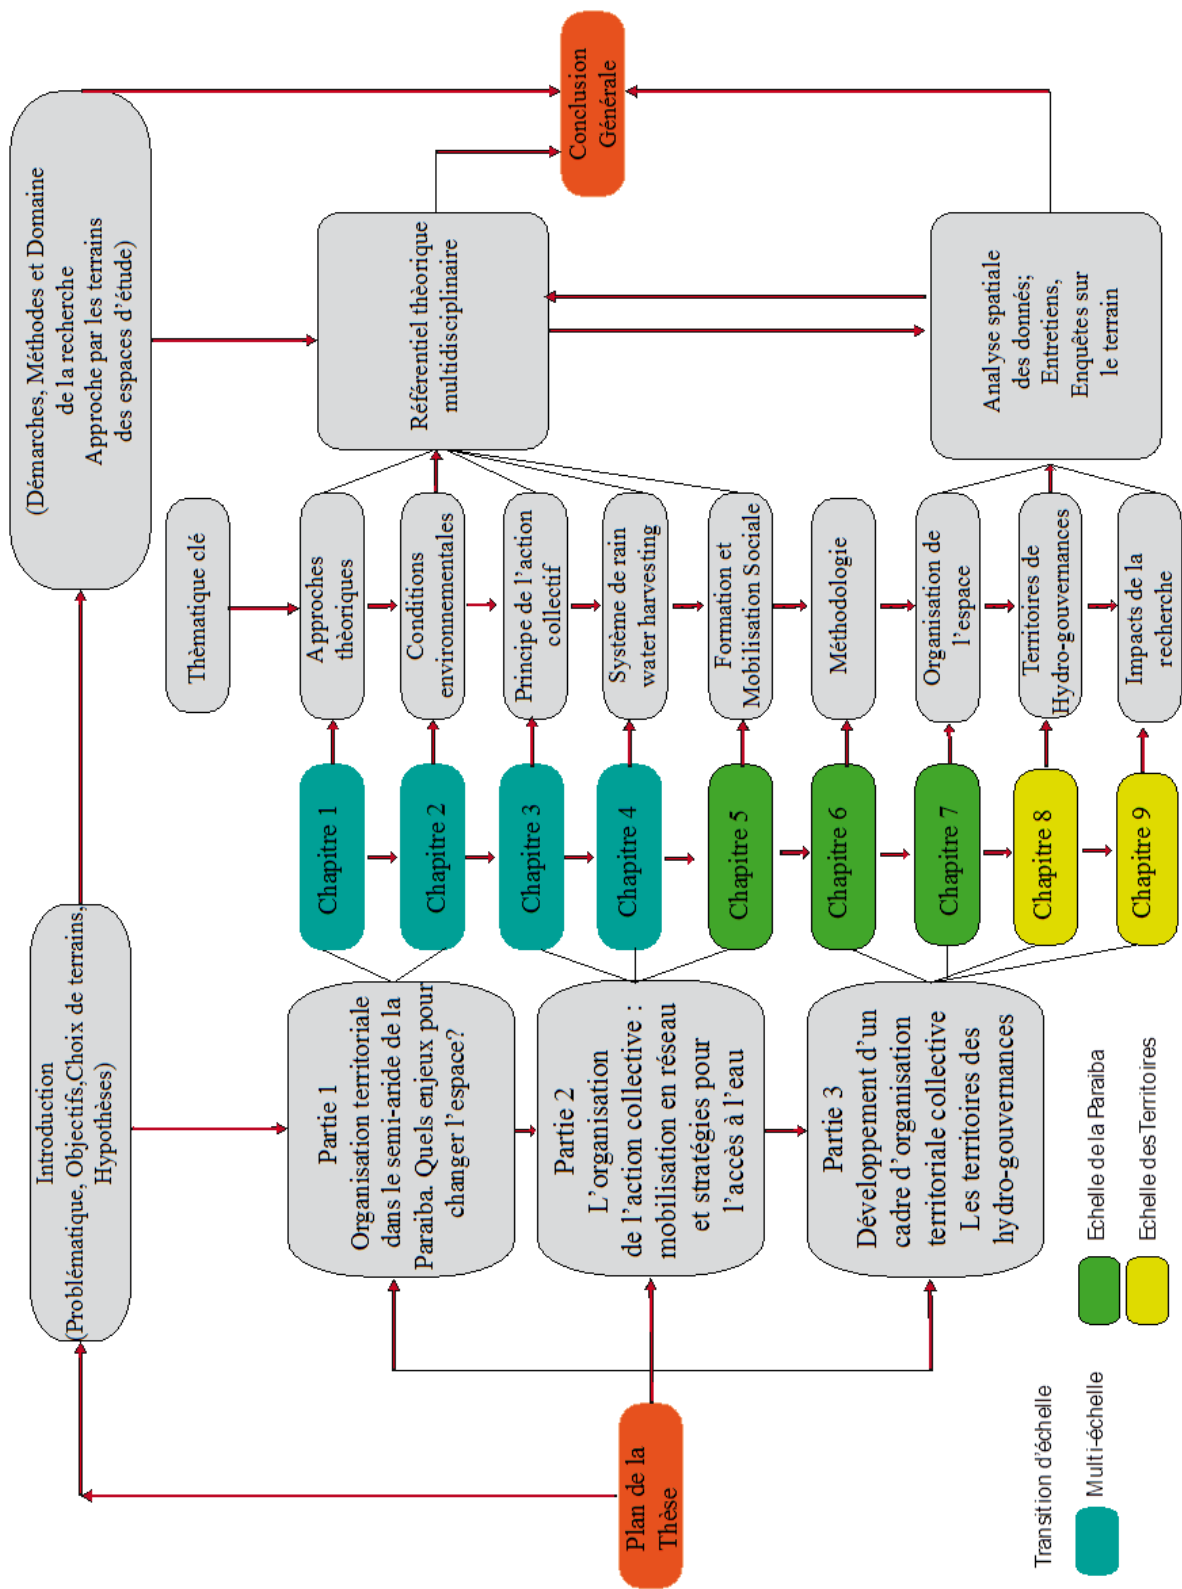 Plan de la
Thèse
Introduction
(Problématique, Objectifs,Choix de terrains,
Hypothèses)
(Démarches, Méthodes et Domaine
de la recherche
Approche par les terrains
des espaces d'étude)
Partie 1
Organisation territoriale
dans le semi-aride de la
Paraiba. Quels enjeux pour
changer l'espace?
Partie 2
L'organisation
de l'action collective :
mobilisation en réseau
et stratégies pour
l'accès à l'eau
Partie 3
Développement d'un
cadre d'organisation
territoriale collective
Les territoires des
hydro-gouvernances
Chapitre 1
Chapitre 2
Chapitre 3
Chapitre 4
Chapitre 5
Chapitre 6
Chapitre 7
Chapitre 8
Chapitre 9
Thèmatique clé
Approches
thèoriques
Conditions
environnementales
Principe de l'action
collectif
Système de rain
water harvesting
Formation et
Mobilisation Sociale
Méthodologie
Organisation de
l'espace
Territoires de
Hydro-gouvernances
Impacts de la
recherche
Référentiel thèorique
multidisciplinaire
Analyse spatiale
des donnés;
Entretiens,
Enquêtes sur
le terrain
Conclusion
Générale
Transition d'échelle
Multi-échelle
Echelle de la Paraiba
Echelle des Territoires